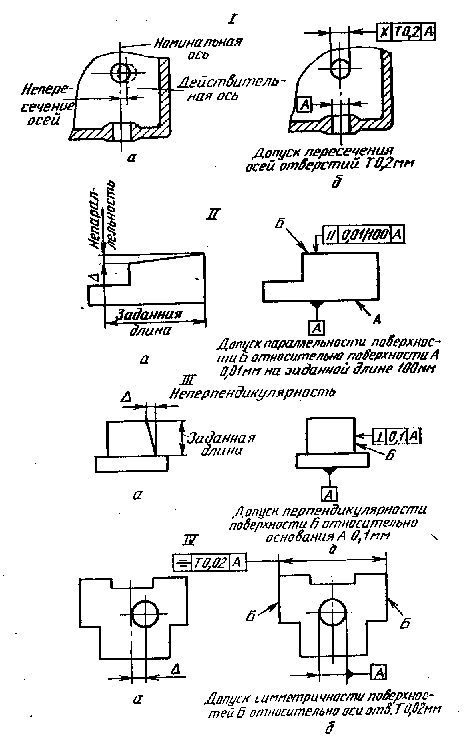 I
Номинальная
ось
Непере-
сечение
осей
Действитель-
ная ось
а
X T0,2 А
А
Допуск пересечения
осей отверстий T0,2мм
б
II
Непарал-
лельность
Δ
Заданная
длина
а
Б
// 0,01/100 А
А
А
Допуск параллельности поверхнос-
ти Б относительно поверхности А
0,01мм на заданной длине 100мм
III
Неперпендикулярность
Δ
Заданная
длина
а
⊥ 0,1 А
Б
А
Допуск перпендикулярности
поверхности Б относительно
основания А 0,1мм
б
IV
T0,02 А
Δ
а
Б
Б
А
Допуск симметричности поверхнос-
тей Б относительно оси отв. T0,02мм
б